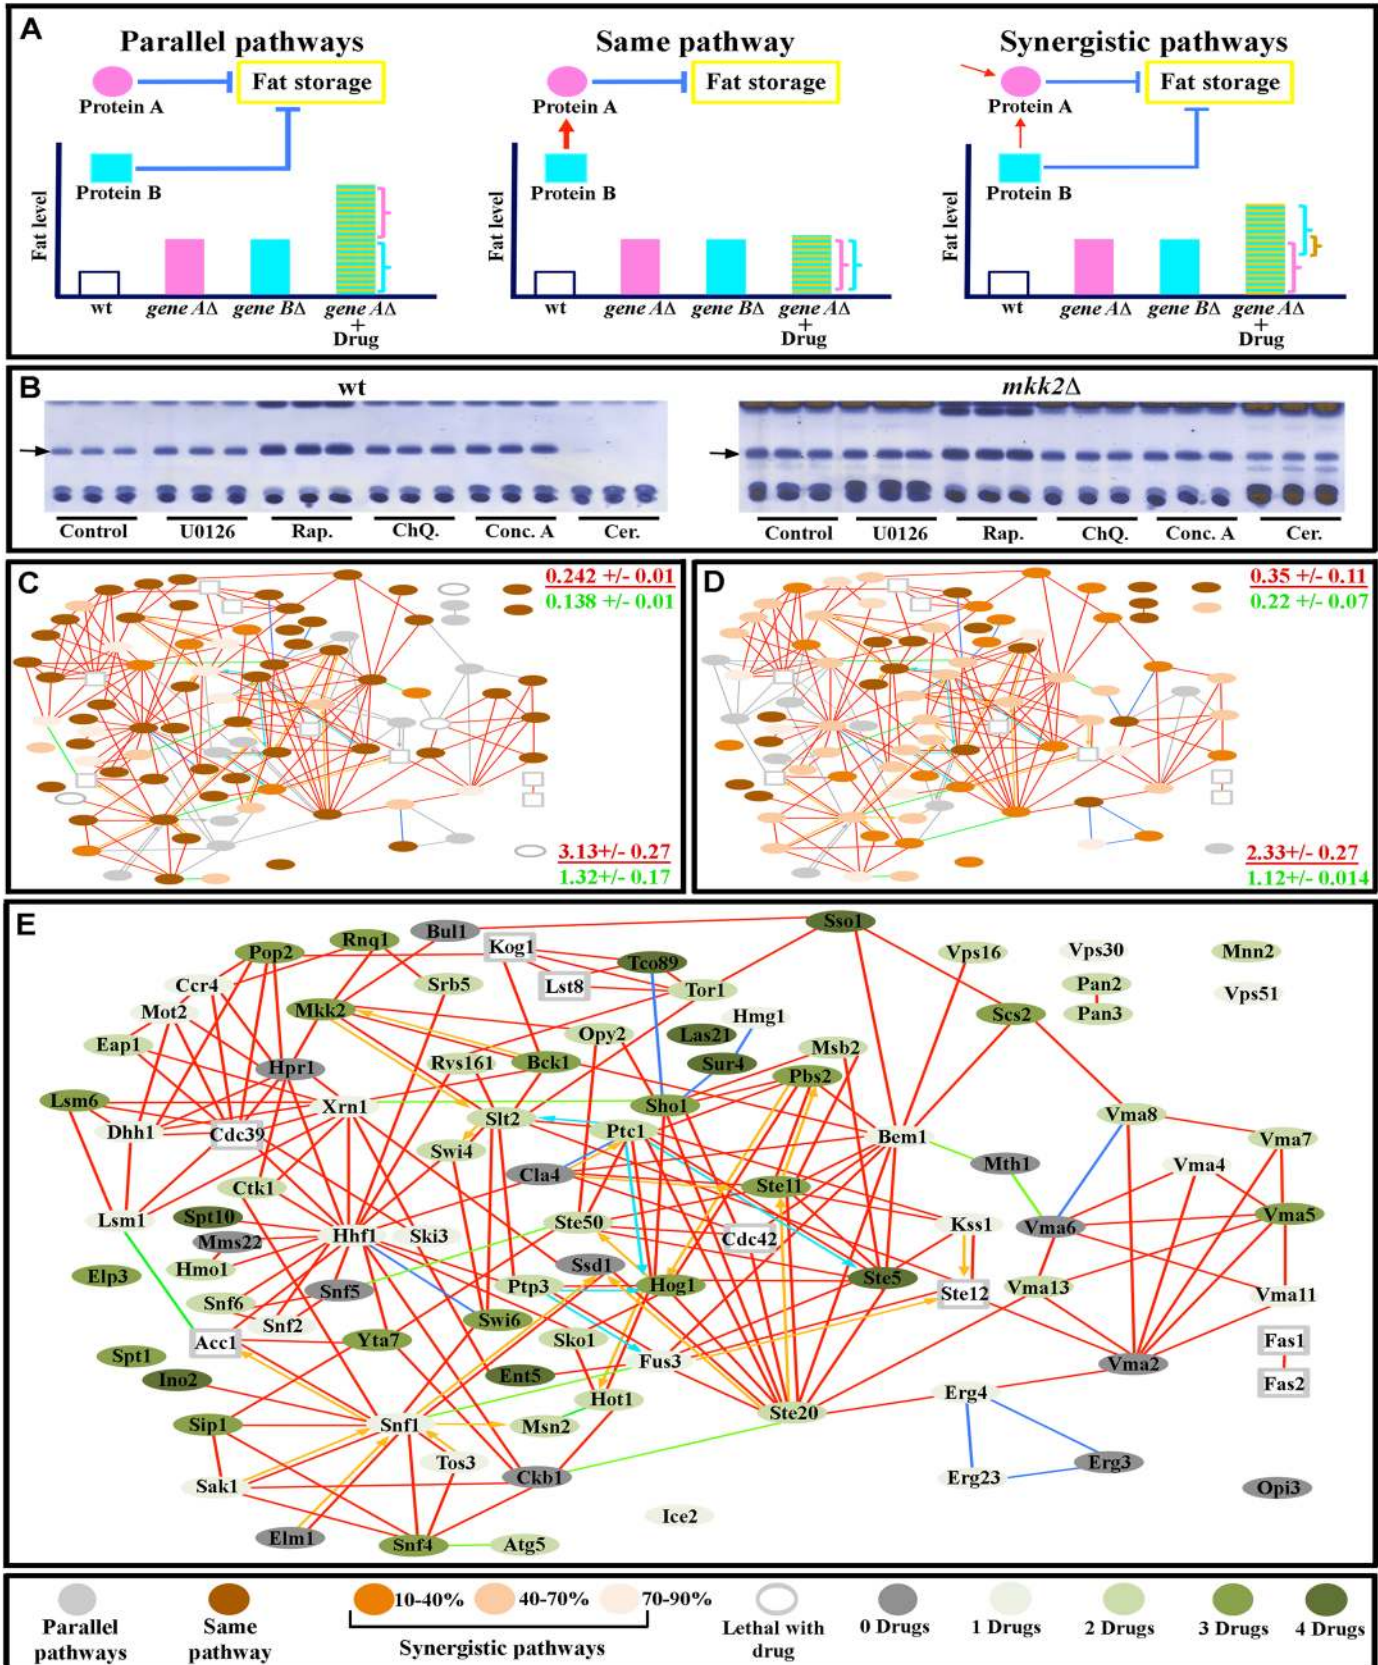 A
Parallel pathways
Same pathway
Synergistic pathways
Protein A
Fat storage
Protein A
Fat storage
Protein A
Fat storage
Protein B
Protein B
Protein B
Fat level
Fat level
Fat level
wt
gene AΔ
gene BΔ
gene AΔ
+
Drug
wt
gene AΔ
gene BΔ
gene AΔ
+
Drug
wt
gene AΔ
gene BΔ
gene AΔ
+
Drug
B
wt
mkk2Δ
Control
U0126
Rap.
ChQ.
Conc. A
Cer.
Control
U0126
Rap.
ChQ.
Conc. A
Cer.
C
0.242 +/- 0.01
0.138 +/- 0.01
3.13+/- 0.27
1.32+/- 0.17
D
0.35 +/- 0.11
0.22 +/- 0.07
2.33+/- 0.27
1.12+/- 0.014
E
Sso1
Bul1
Rnq1
Kog1
Pop2
Vps16
Vps30
Mnn2
Tco89
Ccr4
Srb5
Lst8
Tor1
Pan2
Vps51
Mot2
Mkk2
Hmg1
Scs2
Pan3
Eap1
Opy2
Las21
Msb2
Hpr1
Rvs161
Bck1
Sur4
Pbs2
Lsm6
Xrn1
Sho1
Vma8
Slt2
Dhh1
Cdc39
Ptc1
Bem1
Vma7
Swi4
Mth1
Vma4
Cla4
Ctk1
Ste11
Lsm1
Spt10
Ste50
Kss1
Vma5
Mms22
Hhf1
Ski3
Cdc42
Vma6
Hmo1
Ssd1
Elp3
Snf5
Ptp3
Hog1
Ste5
Ste12
Vma13
Vma11
Snf6
Snf2
Swi6
Acc1
Yta7
Sko1
Fas1
Spt1
Fus3
Vma2
Ino2
Ent5
Fas2
Hot1
Erg4
Sip1
Snf1
Msn2
Ste20
Tos3
Sak1
Ckb1
Erg23
Erg3
Opi3
Ice2
Elm1
Snf4
Atg5
10-40%
40-70%
70-90%
Parallel pathways
Same pathway
Synergistic pathways
Lethal with drug
0 Drugs
1 Drugs
2 Drugs
3 Drugs
4 Drugs